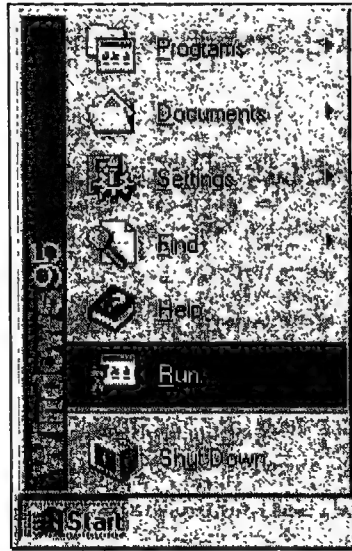 Programs
Documents
Settings
Find
Help
Run...
Shut Down...
Windows 95
Start